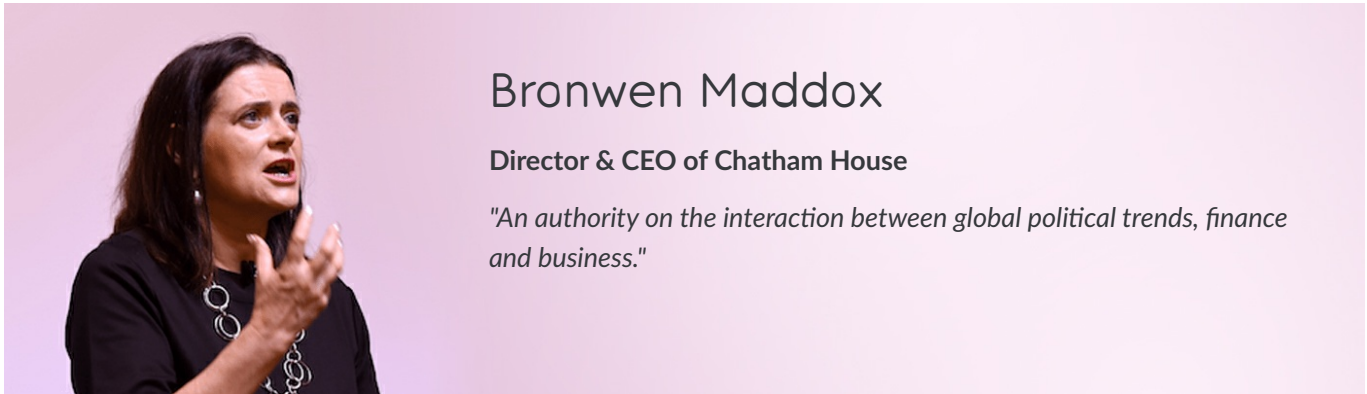 Bronwen Maddox
Director & CEO of Chatham House
"An authority on the interaction between global political trends, finance
and business."